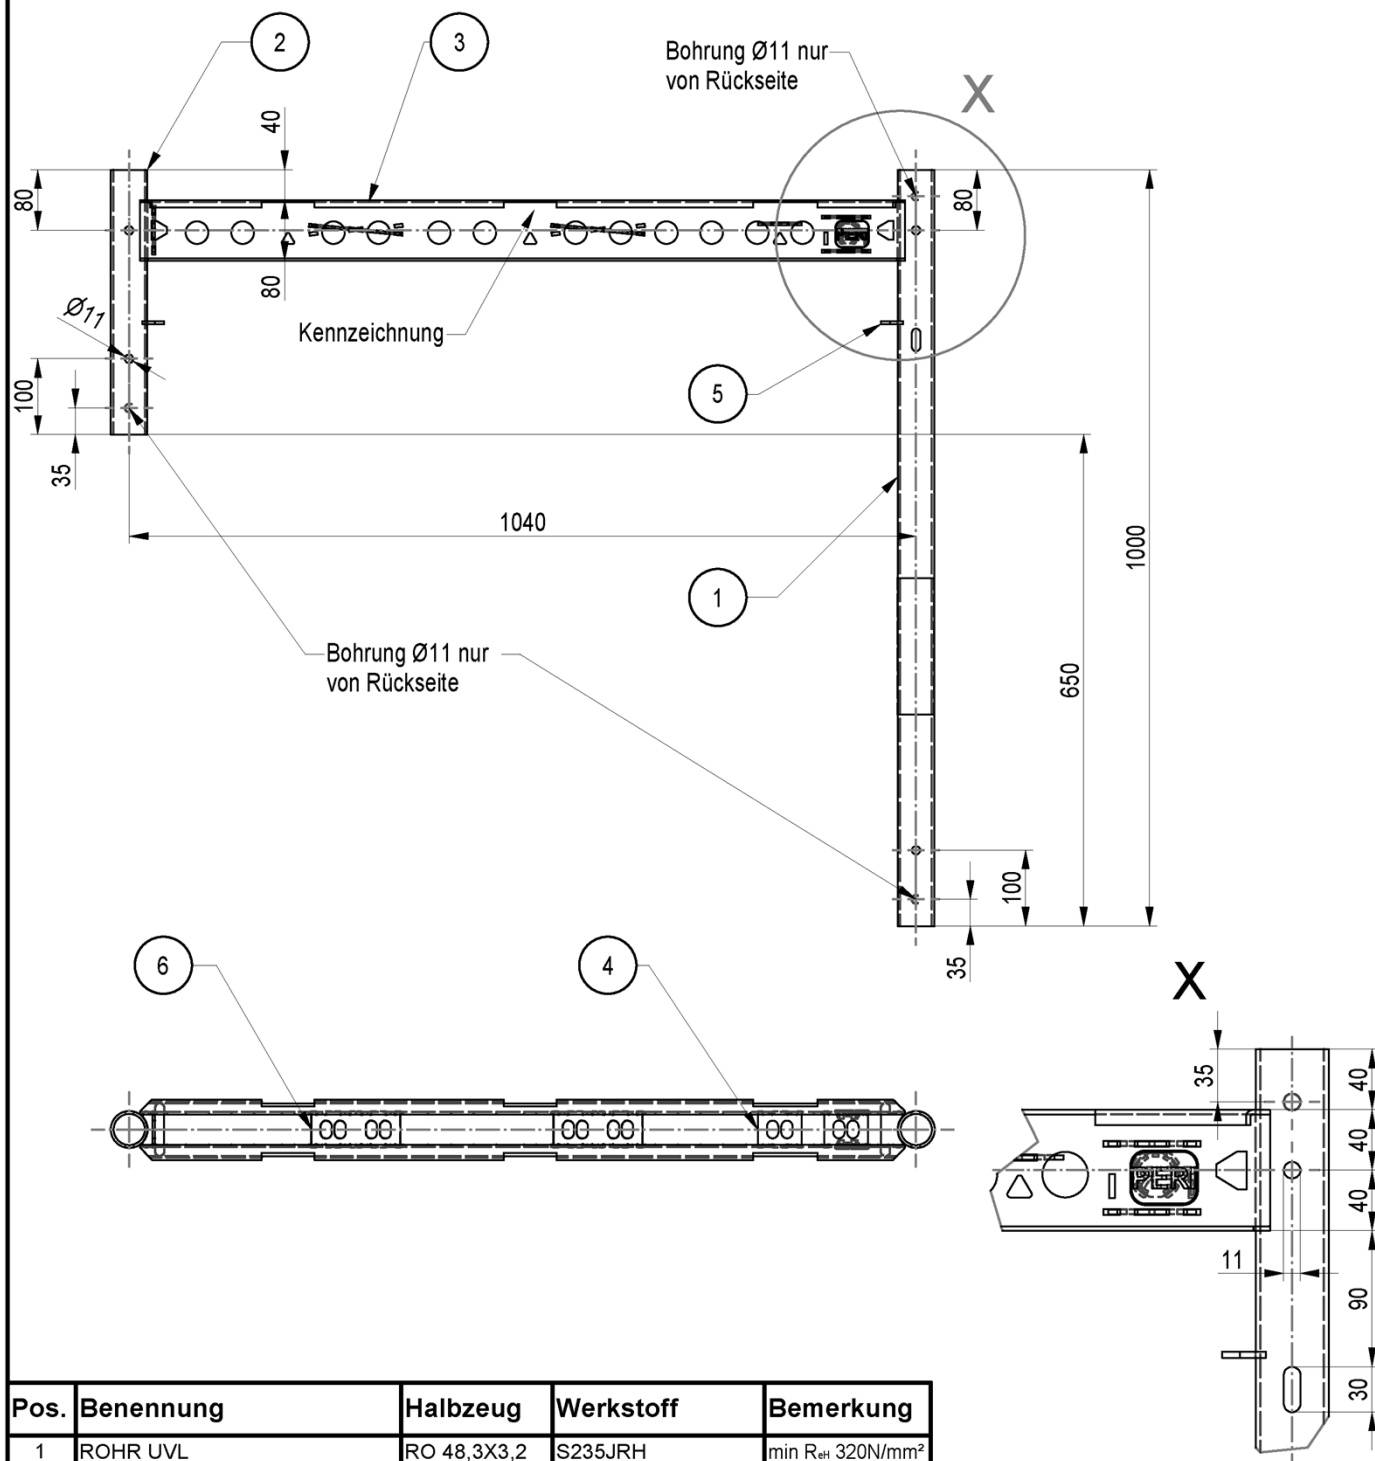 2
3
Bohrung Ø11 nur
von Rückseite
X
40
80
80
80
Ø11
Kennzeichnung
5
100
35
1040
1000
1
Bohrung Ø11 nur
von Rückseite
650
100
35
6
4
X
35
40
40
PERI
40
11
90
30
Pos. Benennung Halbzeug Werkstoff Bemerkung
1 ROHR UVL RO 48,3X3,2 S235JRH min ReH 320N/mm²